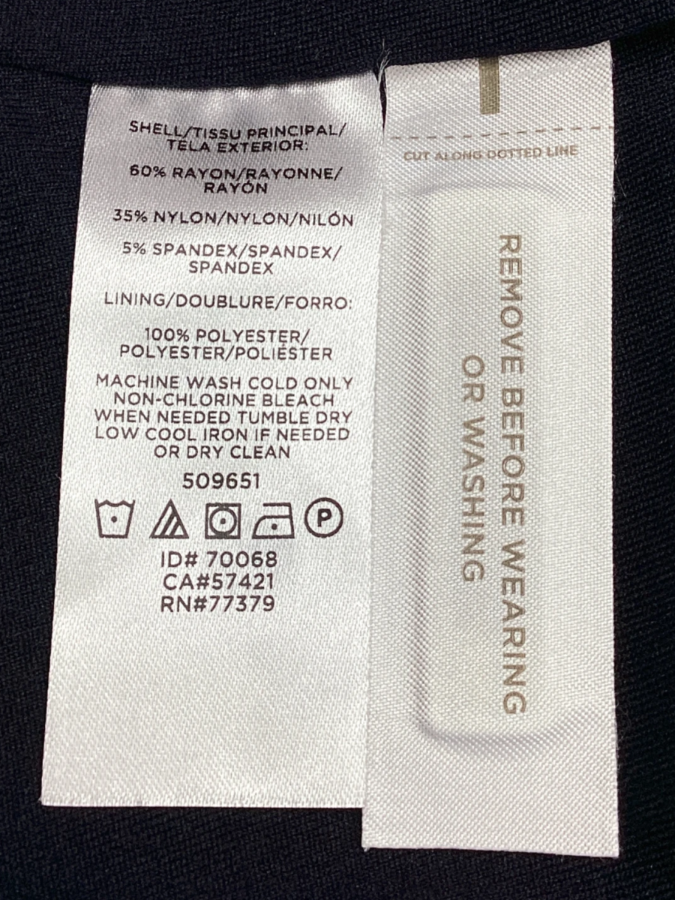 SHELL/TISSU PRINCIPAL/
TELA EXTERIOR:
60% RAYON/RAYONNE/
RAYÓN
35% NYLON/NYLON/NILÓN
5% SPANDEX/SPANDEX/
SPANDEX
LINING/DOUBLURE/FORRO:
100% POLYESTER/
POLYESTER/POLIÉSTER
MACHINE WASH COLD ONLY
NON-CHLORINE BLEACH
WHEN NEEDED TUMBLE DRY
LOW COOL IRON IF NEEDED
OR DRY CLEAN
509651
P
ID# 70068
CA#57421
RN#77379
CUT ALONG DOTTED LINE
REMOVE BEFORE WEARING
OR WASHING